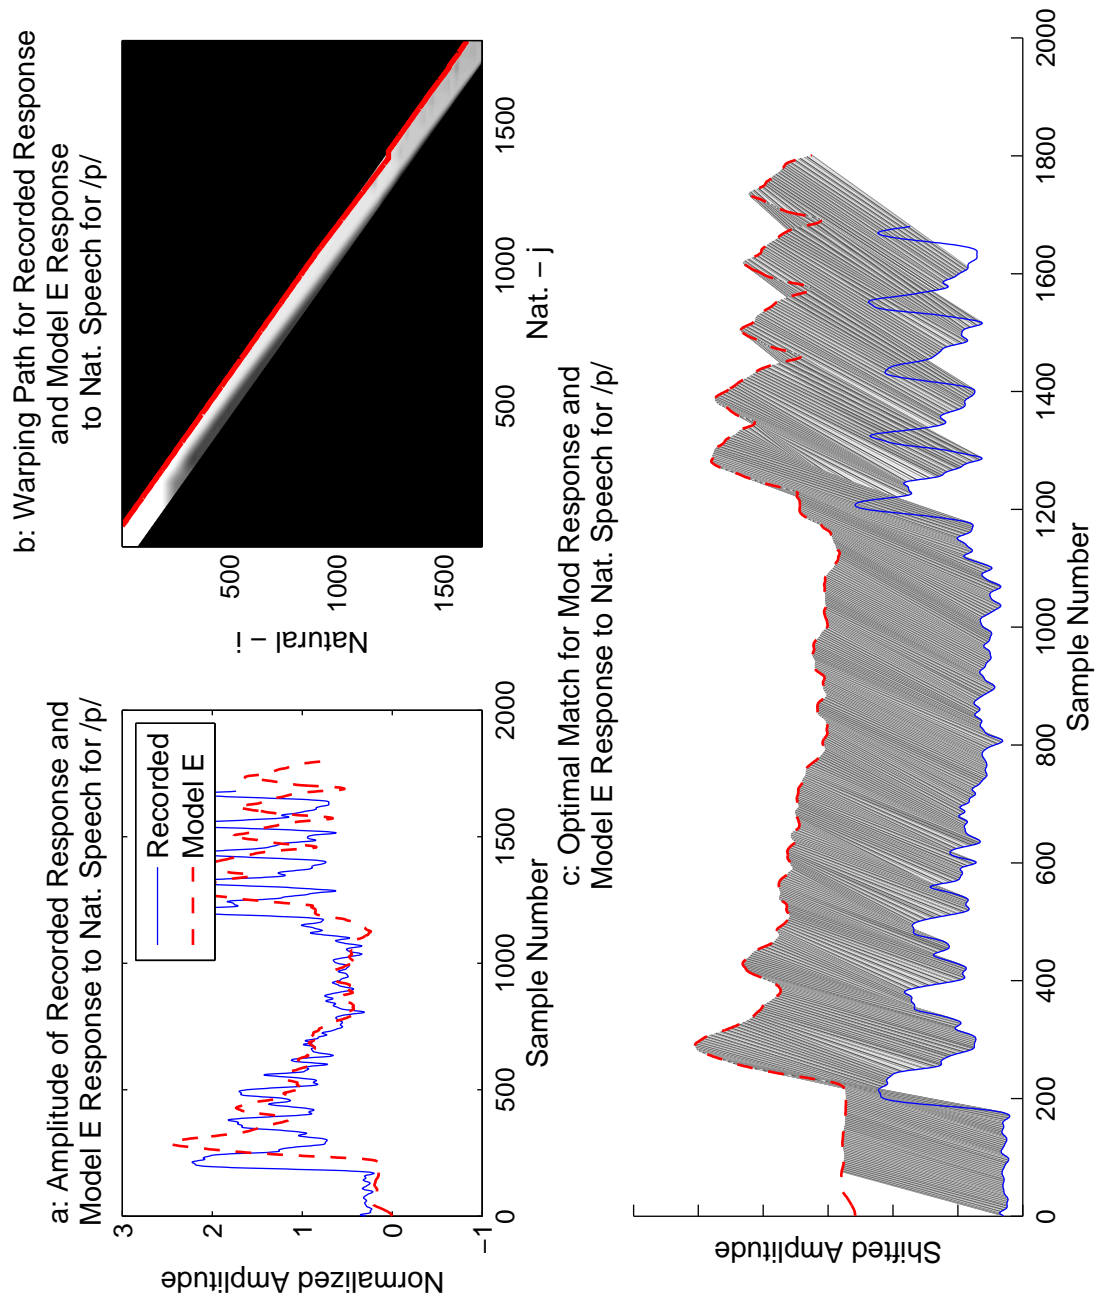 a: Amplitude of Recorded Response and
Model E Response to Nat. Speech for /p/
Recorded
Model E
3
2
1
0
−1
0
500
1000
1500
2000
Normalized Amplitude
Sample Number
b: Warping Path for Recorded Response
and Model E Response
to Nat. Speech for /p/
500
1000
1500
500
1000
1500
Natural − i
Nat. − j
c: Optimal Match for Mod Response and
Model E Response to Nat. Speech for /p/
0
200
400
600
800
1000
1200
1400
1600
1800
2000
Shifted Amplitude
Sample Number